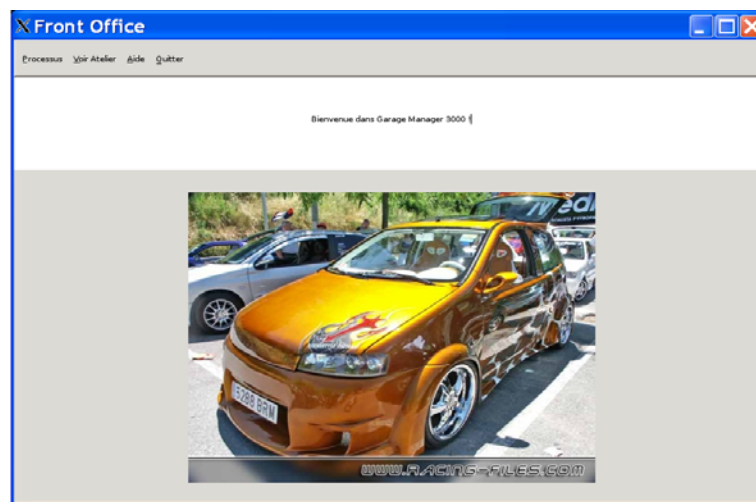 Front Office
Processus Voir Atelier Aide Quitter
Bienvenue dans Garage Manager 3000 !
5288 BRM
WWW.RACING-FILES.COM